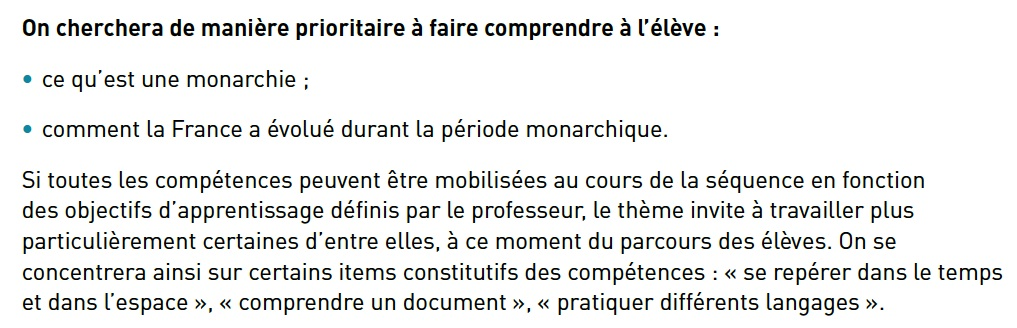 On cherchera de manière prioritaire à faire comprendre à l’élève :
• ce qu’est une monarchie ;
• comment la France a évolué durant la période monarchique.
Si toutes les compétences peuvent être mobilisées au cours de la séquence en fonction
des objectifs d’apprentissage définis par le professeur, le thème invite à travailler plus
particulièrement certaines d’entre elles, à ce moment du parcours des élèves. On se
concentrera ainsi sur certains items constitutifs des compétences : « se repérer dans le temps
et dans l’espace », « comprendre un document », « pratiquer différents langages ».